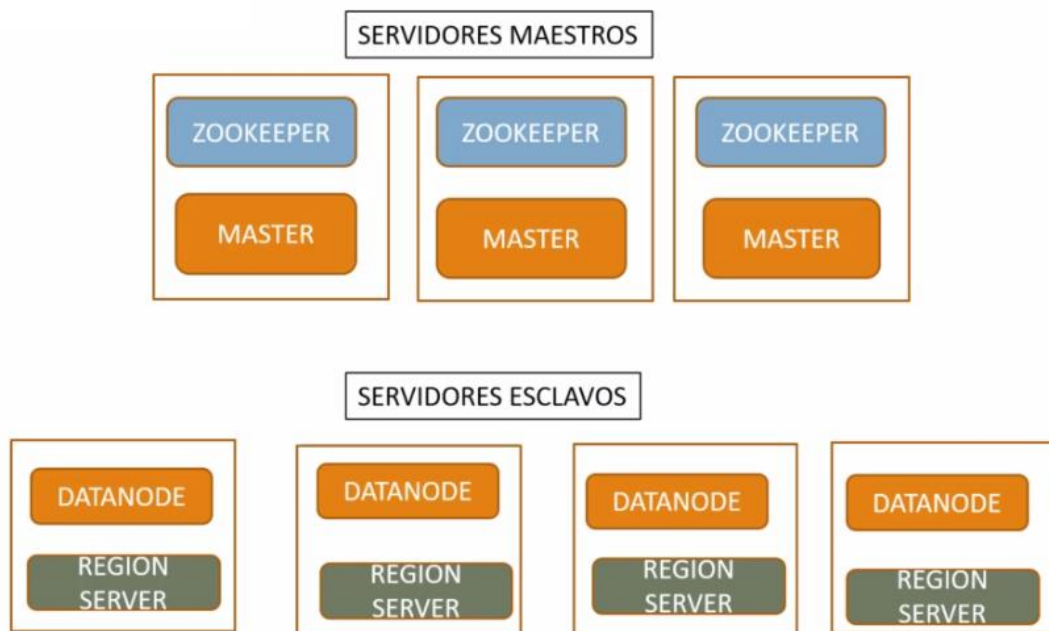 SERVIDORES MAESTROS
ZOOKEEPER
ZOOKEEPER
ZOOKEEPER
MASTER
MASTER
MASTER
SERVIDORES ESCLAVOS
DATANODE
DATANODE
DATANODE
DATANODE
REGION
SERVER
REGION
SERVER
REGION
SERVER
REGION
SERVER